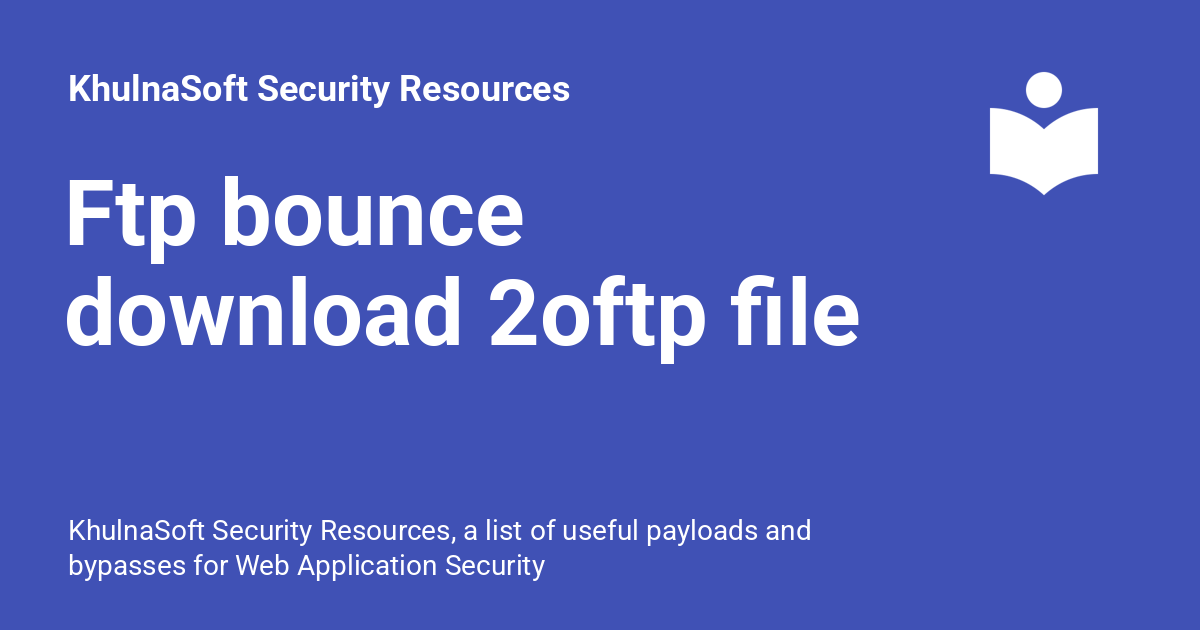 KhulnaSoft Security Resources
Ftp bounce
download 2oftp file
KhulnaSoft Security Resources, a list of useful payloads and
bypasses for Web Application Security